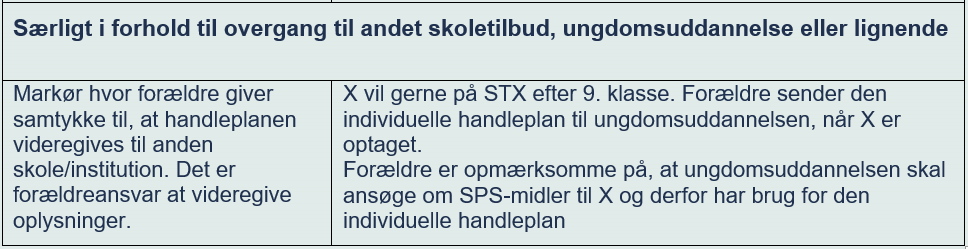 Særligt i forhold til overgang til andet skoletilbud, ungdomsuddannelse eller lignende
Markør hvor forældre giver
samtykke til, at handleplanen
videregives til anden
skole/institution. Det er
forældreansvar at videregive
oplysninger.
X vil gerne på STX efter 9. klasse. Forældre sender den
individuelle handleplan til ungdomsuddannelsen, når X er
optaget.
Forældre er opmærksomme på, at ungdomsuddannelsen skal
ansøge om SPS-midler til X og derfor har brug for den
individuelle handleplan